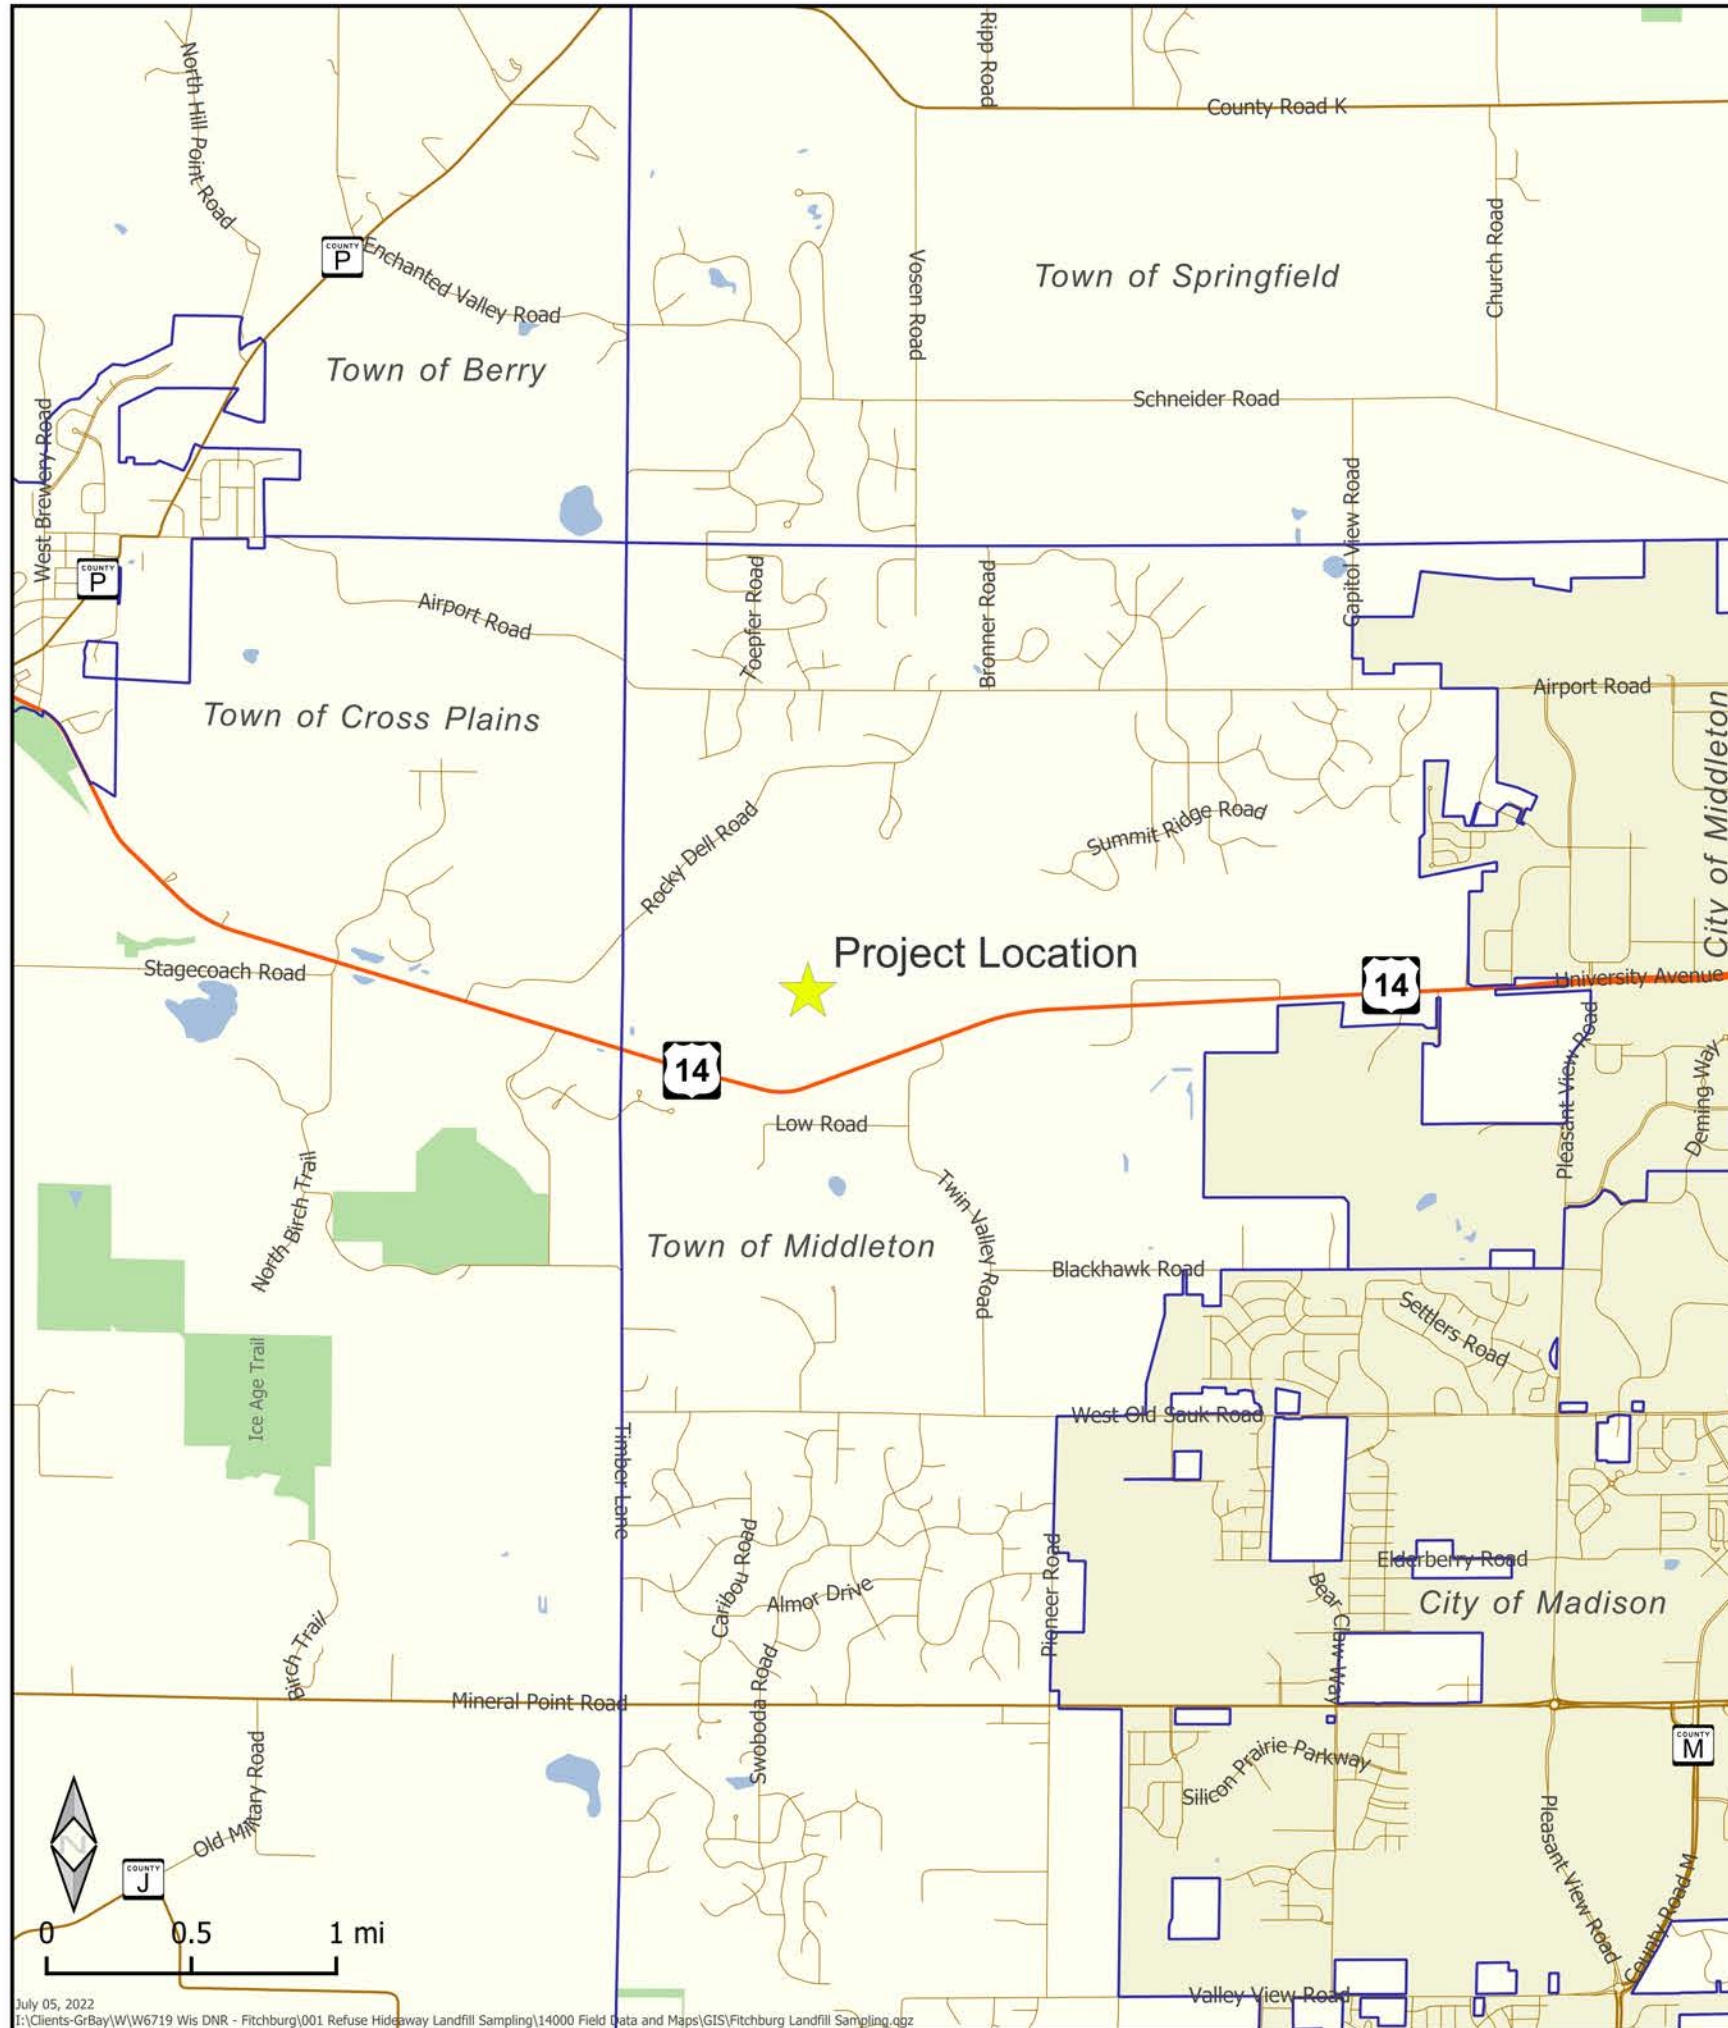 Ripp Road
North Hill Point Road
County Road K
COUNTY
P
Enchanted Valley Road
Vosen Road
Town of Springfield
Church Road
Town of Berry
Schneider Road
West Brewery Road
Capitol View Road
COUNTY
P
Airport Road
Toepfer Road
Bronner Road
Airport Road
Town of Cross Plains
City of Middleton
Rocky Dell Road
Summit Ridge Road
Project Location
Stagecoach Road
14
University Avenue
14
Pleasant View Road
Deming Way
Low Road
North Birch Trail
Twin Valley Road
Town of Middleton
Blackhawk Road
Settlers Road
Ice Age Trail
West Old Sauk Road
Timber Lane
Caribou Road
Almor Drive
Pioneer Road
Elderberry Road
Bear Claw Way
City of Madison
Birch Trail
Mineral Point Road
Swoboda Road
Old Military Road
Silicon Prairie Parkway
COUNTY
M
Pleasant View Road
County Road M
N
COUNTY
J
0 0.5 1 mi
Valley View Road
July 05, 2022
I:\Clients-GrBay\W\W6719 Wis DNR - Fitchburg\001 Refuse Hideaway Landfill Sampling\14000 Field Data and Maps\GIS\Fitchburg Landfill Sampling.qgz